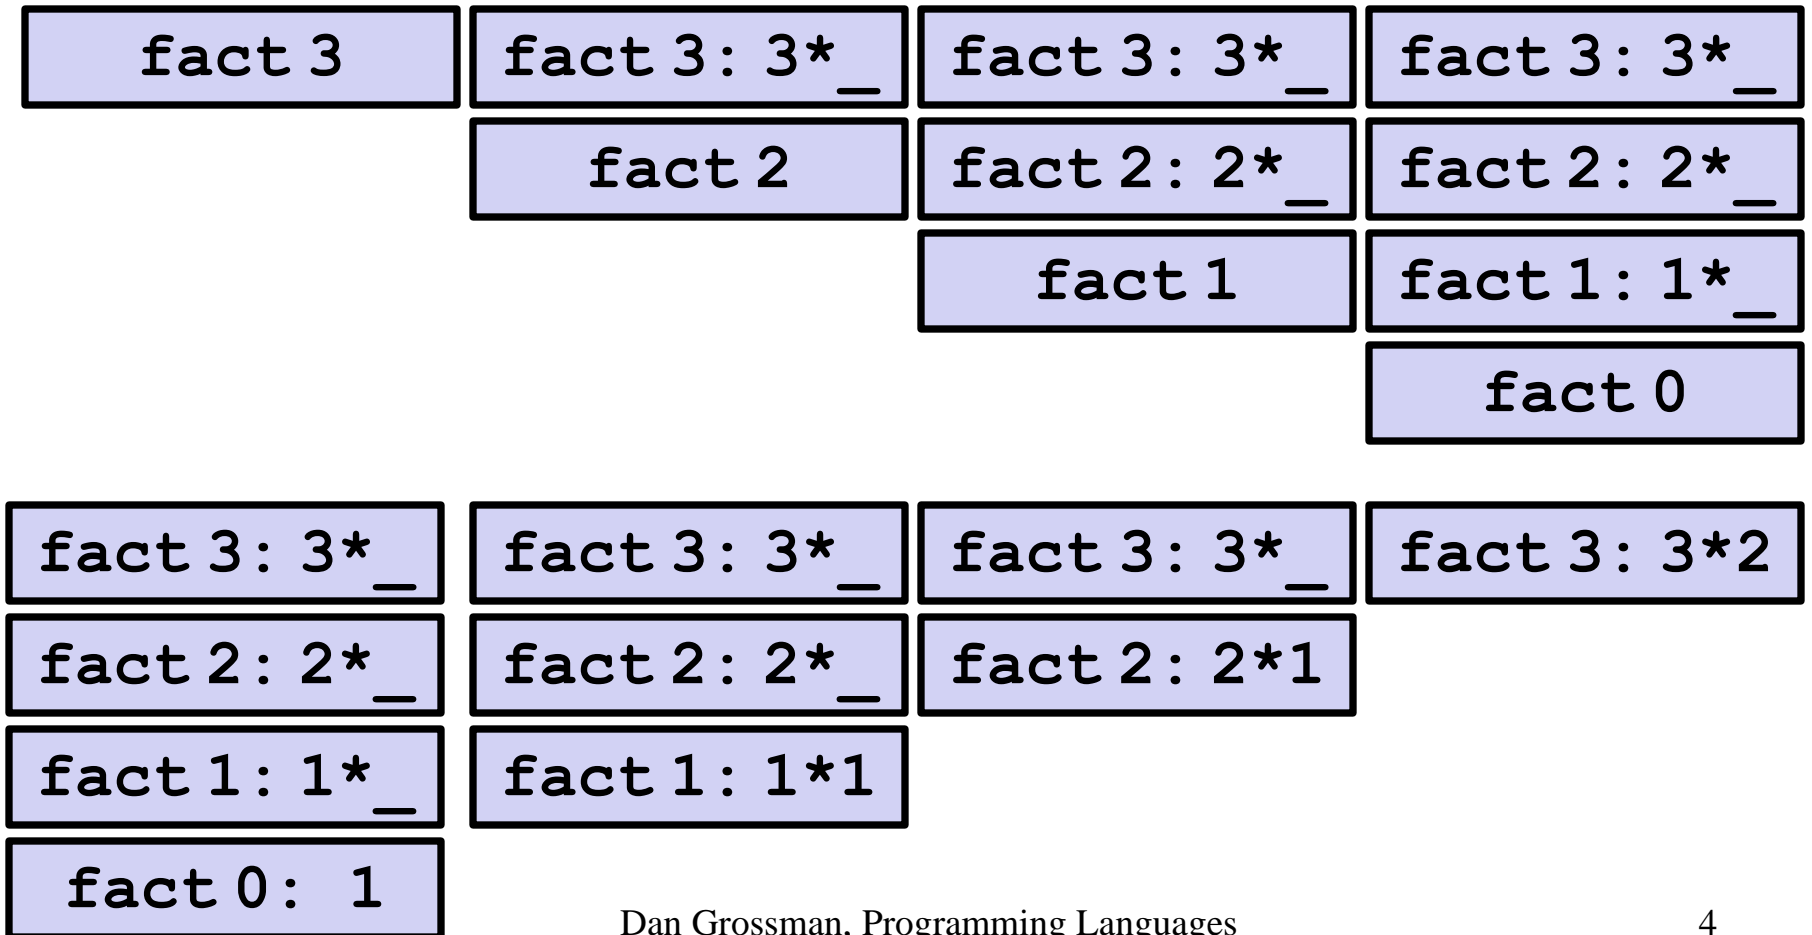 fact 3 fact 3: 3*_ fact 3: 3*_ fact 3: 3*_
fact 2 fact 2: 2*_ fact 2: 2*_
fact 1 fact 1: 1*_
fact 0
fact 3: 3*_ fact 3: 3*_ fact 3: 3*_ fact 3: 3*2
fact 2: 2*_ fact 2: 2*_ fact 2: 2*1
fact 1: 1*_ fact 1: 1*1
fact 0: 1
Dan Grossman, Programming Languages 4